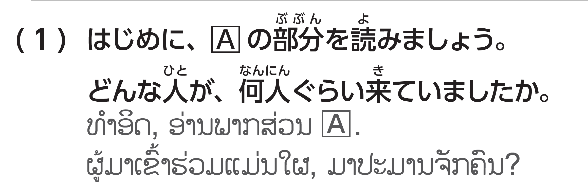 (1) はじめに、Aの部分を読みましょう。
どんな人が、何人ぐらい来ていましたか。
ທຳອິດ, ອ່ານພາກສ່ວນ A.
ຜູ້ມາເຂົ້າຮ່ວມແມ່ນໃຜ, ມາປະມານຈັກຄົນ?